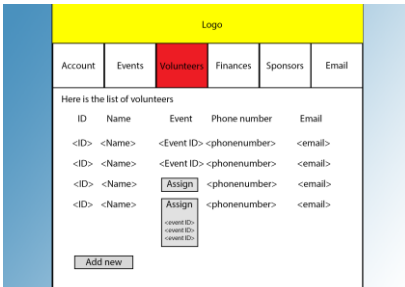 Logo
Account Events Volunteers Finances Sponsors Email
Here is the list of volunteers
ID Name Event Phone number Email
<ID> <Name> <Event ID> <phonenumber> <email>
<ID> <Name> <Event ID> <phonenumber> <email>
<ID> <Name> Assign <phonenumber> <email>
<ID> <Name> Assign <phonenumber> <email>
<event ID>
<event ID>
<event ID>
Add new